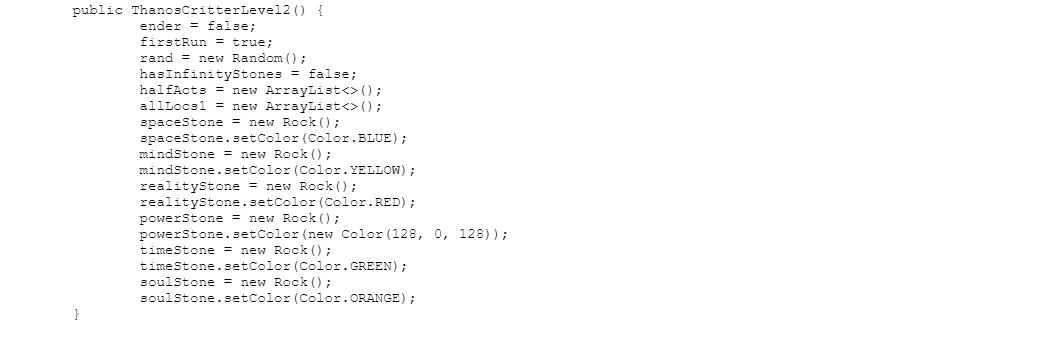 public ThanosCritterLevel2() {
ender = false;
firstRun = true;
rand = new Random();
hasInfinityStones = false;
halfActs = new ArrayList<>();
allLocs1 = new ArrayList<>();
spaceStone = new Rock();
spaceStone.setColor(Color.BLUE);
mindStone = new Rock();
mindStone.setColor(Color.YELLOW);
realityStone = new Rock();
realityStone.setColor(Color.RED);
powerStone = new Rock();
powerStone.setColor(new Color(128, 0, 128));
timeStone = new Rock();
timeStone.setColor(Color.GREEN);
soulStone = new Rock();
soulStone.setColor(Color.ORANGE);
}